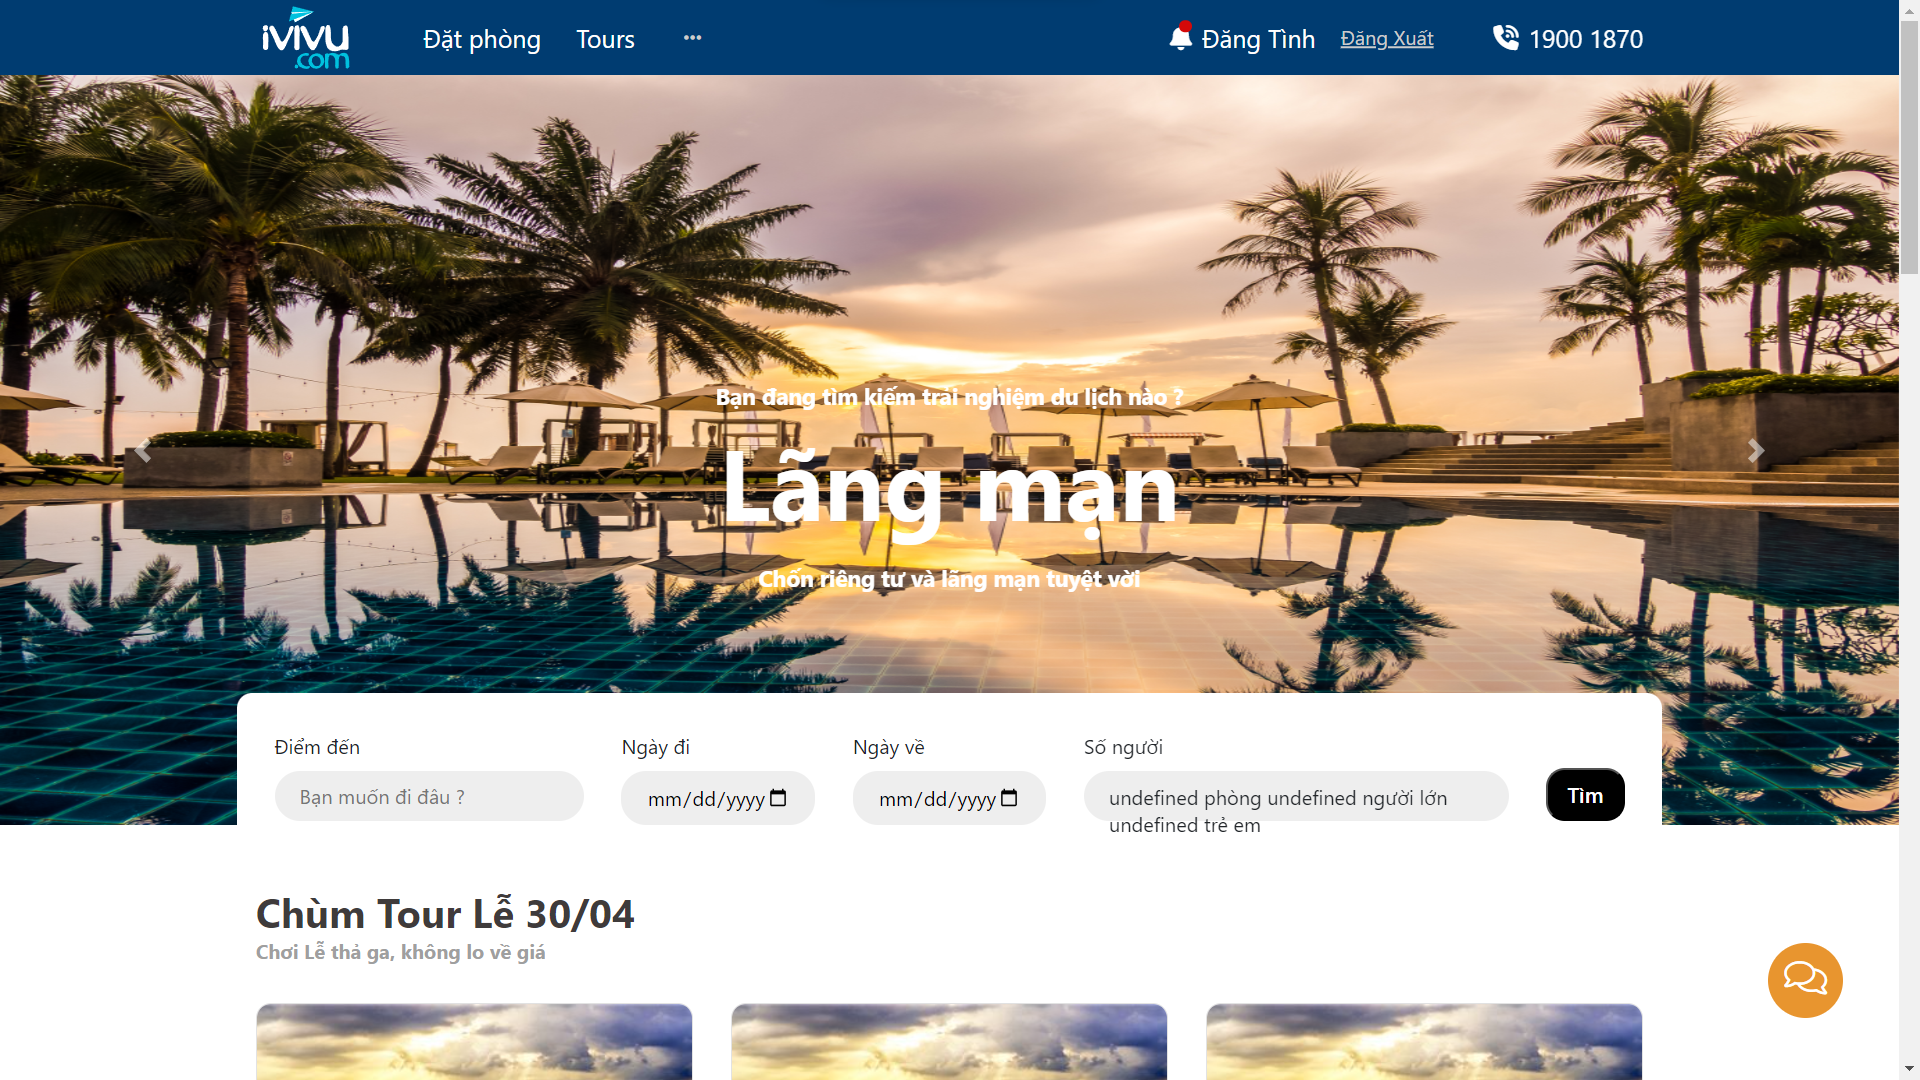 iVIVU
.com
Đặt phòng
Tours
Đăng Tình
Đăng Xuất
1900 1870
Bạn đang tìm kiếm trải nghiệm du lịch nào ?
Lãng mạn
Chốn riêng tư và lãng mạn tuyệt vời
Điểm đến
Ngày đi
Ngày về
Số người
Bạn muốn đi đâu ?
mm/dd/yyyy
mm/dd/yyyy
undefined phòng undefined người lớn
undefined trẻ em
Tìm
Chùm Tour Lễ 30/04
Chơi Lễ thả ga, không lo về giá